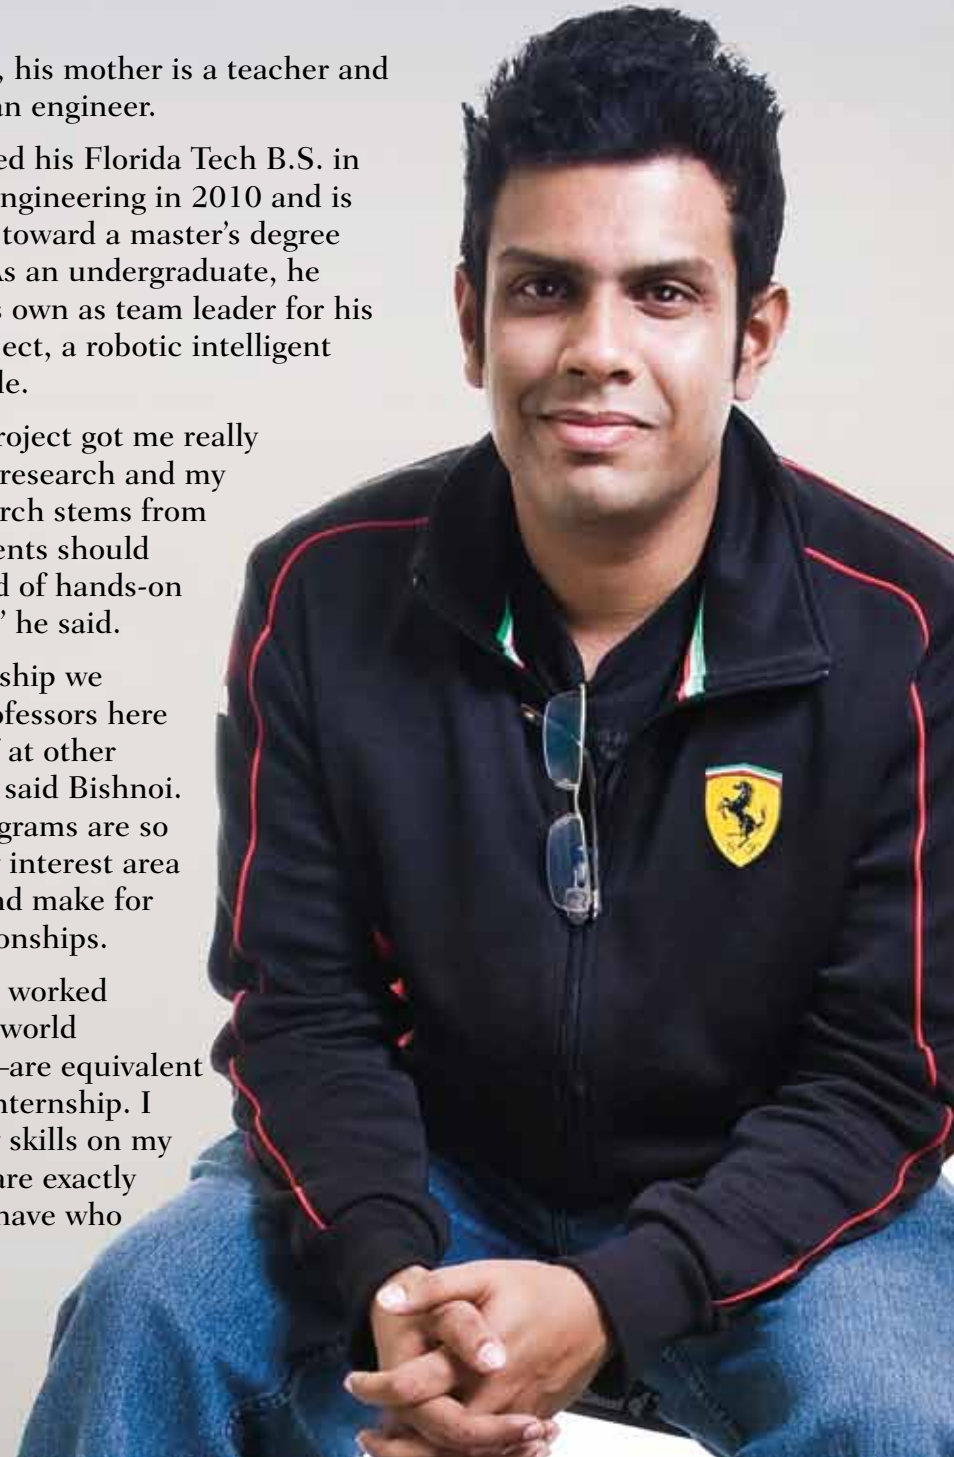 , his mother is a teacher and
an engineer.
ed his Florida Tech B.S. in
ngineering in 2010 and is
toward a master’s degree
As an undergraduate, he
s own as team leader for his
ect, a robotic intelligent
le.
roject got me really
research and my
rch stems from
ents should
d of hands-on
” he said.
ship we
ofessors here
f at other
said Bishnoi.
grams are so
r interest area
nd make for
onships.
worked
world
–are equivalent
nternship. I
r skills on my
are exactly
have who
S F